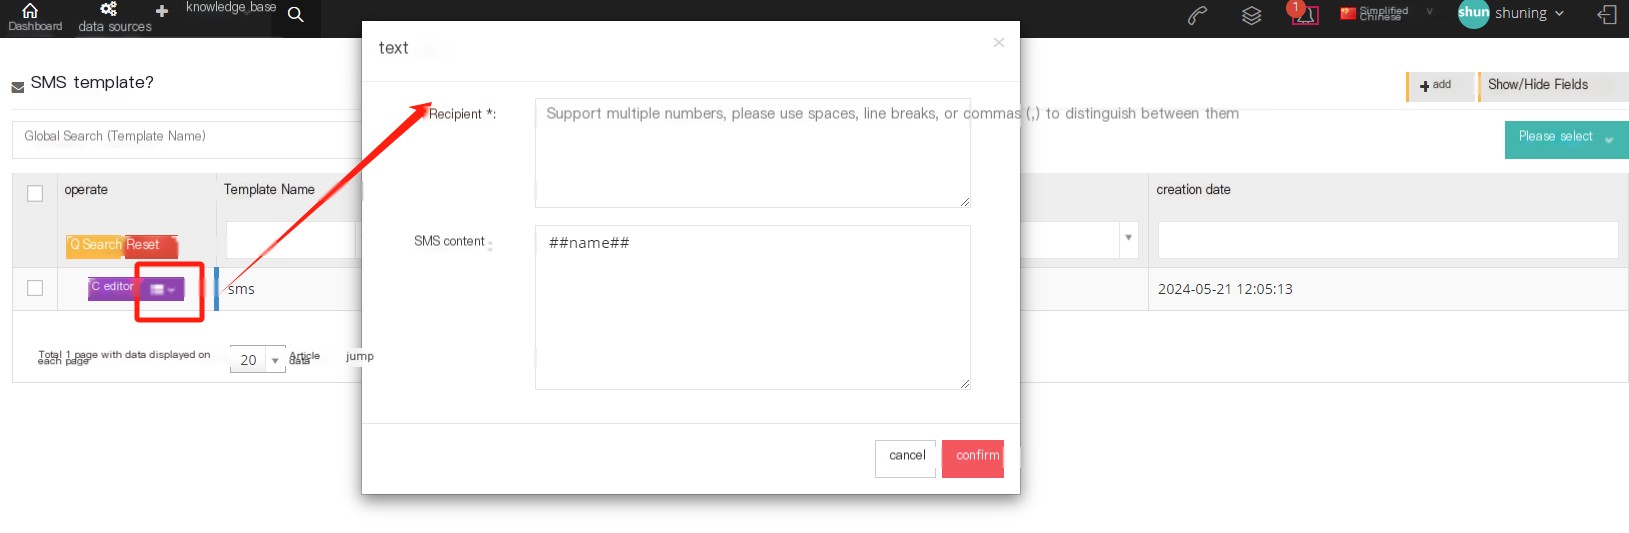 Dashboard
data sources
knowledge_base
1
Simplified
Chinese
shun
shuning
text
×
SMS template?
add
Show/Hide Fields
Recipient *:
Support multiple numbers, please use spaces, line breaks, or commas (,) to distinguish between them
Global Search (Template Name)
Please select
operate
Template Name
creation date
Q Search
Reset
SMS content :
##name##
C editor
sms
2024-05-21 12:05:13
Total 1 page with data displayed on
each page
20
Article
data
jump
cancel
confirm